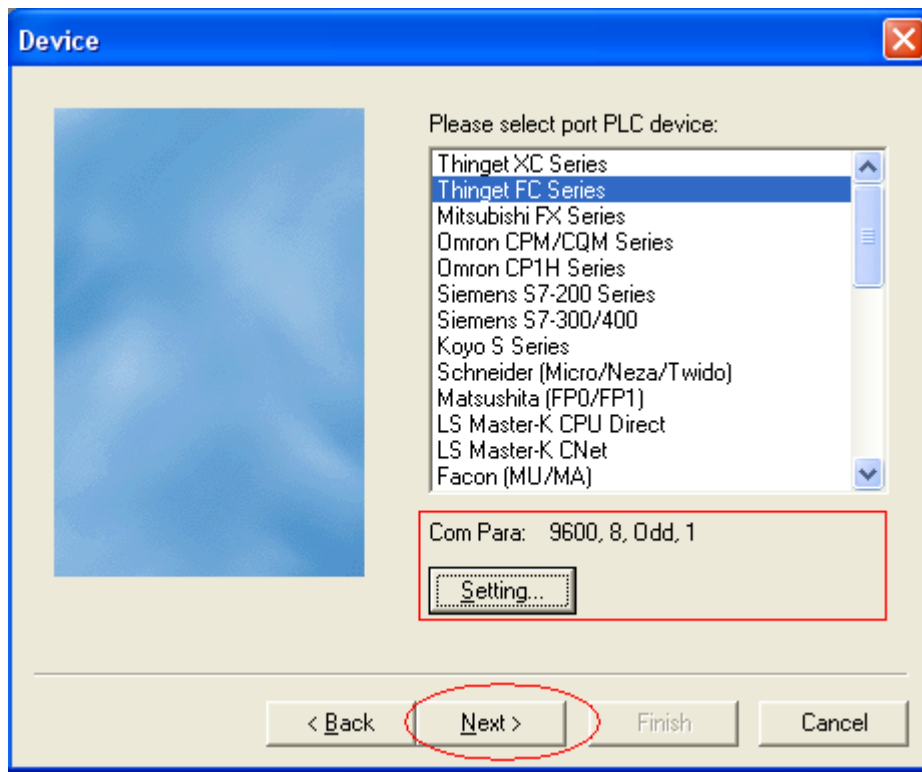 Device
Please select port PLC device:
Thinget XC Series
Thinget FC Series
Mitsubishi FX Series
Omron CPM/CQM Series
Omron CP1H Series
Siemens S7-200 Series
Siemens S7-300/400
Koyo S Series
Schneider (Micro/Neza/Twido)
Matsushita (FP0/FP1)
LS Master-K CPU Direct
LS Master-K CNet
Facon (MU/MA)
Com Para: 9600, 8, Odd, 1
Setting...
< Back Next > Finish Cancel